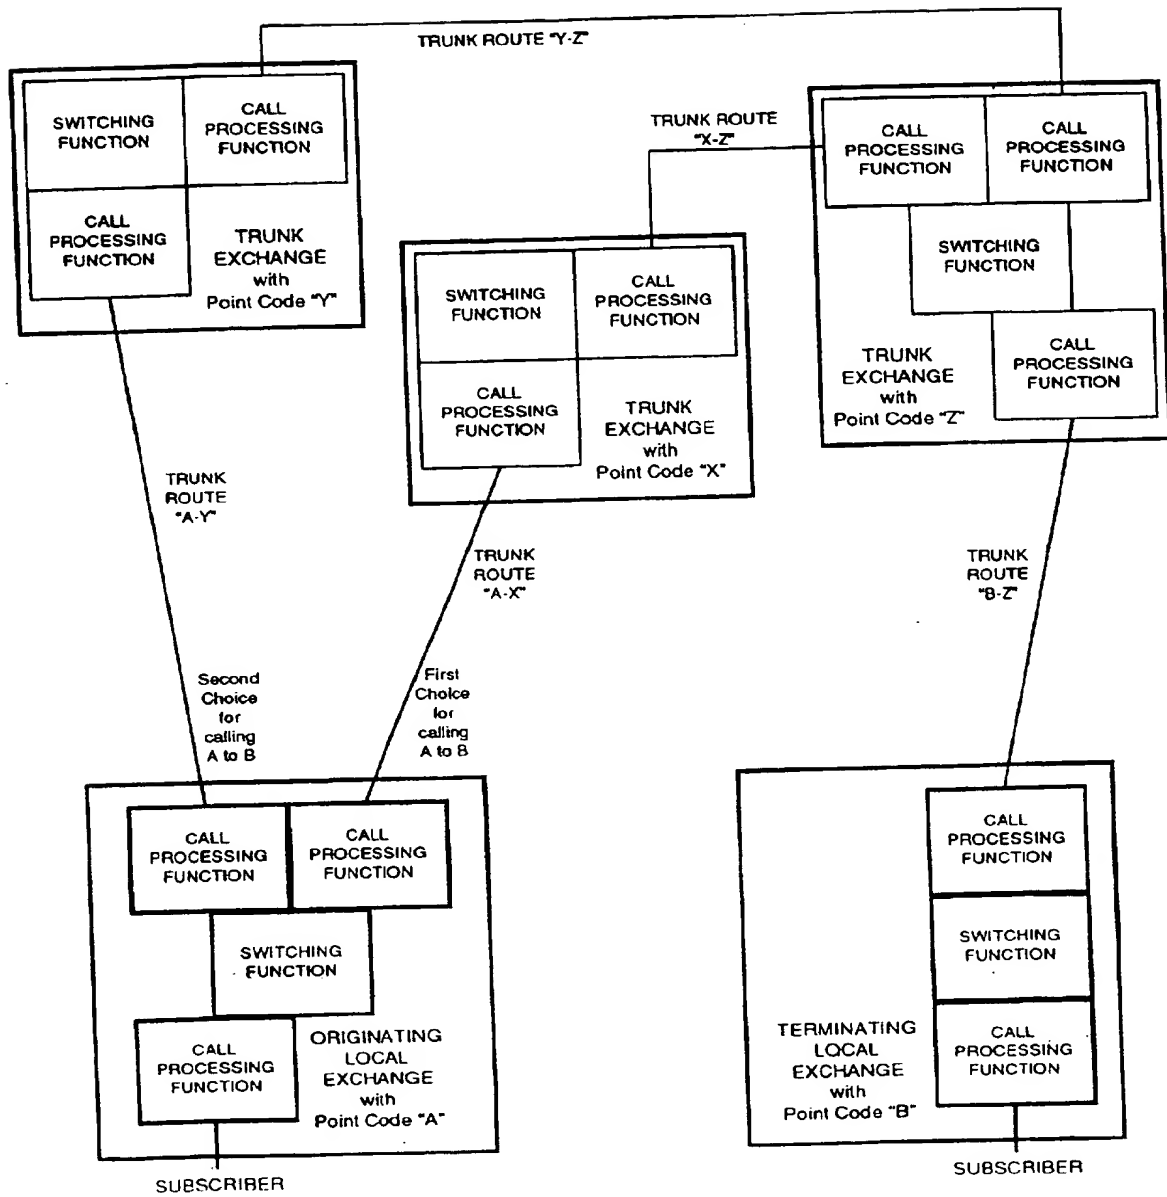 TRUNK ROUTE "Y-Z"
SWITCHING
FUNCTION
CALL
PROCESSING
FUNCTION
CALL
PROCESSING
FUNCTION
TRUNK
EXCHANGE
with
Point Code "Y"
TRUNK ROUTE
"X-Z"
SWITCHING
FUNCTION
CALL
PROCESSING
FUNCTION
CALL
PROCESSING
FUNCTION
TRUNK
EXCHANGE
with
Point Code "X"
CALL
PROCESSING
FUNCTION
CALL
PROCESSING
FUNCTION
SWITCHING
FUNCTION
CALL
PROCESSING
FUNCTION
TRUNK
EXCHANGE
with
Point Code "Z"
TRUNK
ROUTE
"A-Y"
TRUNK
ROUTE
"A-X"
TRUNK
ROUTE
"B-Z"
Second
Choice
for
calling
A to B
First
Choice
for
calling
A to B
CALL
PROCESSING
FUNCTION
CALL
PROCESSING
FUNCTION
SWITCHING
FUNCTION
CALL
PROCESSING
FUNCTION
ORIGINATING
LOCAL
EXCHANGE
with
Point Code "A"
SUBSCRIBER
CALL
PROCESSING
FUNCTION
SWITCHING
FUNCTION
CALL
PROCESSING
FUNCTION
TERMINATING
LOCAL
EXCHANGE
with
Point Code "B"
SUBSCRIBER